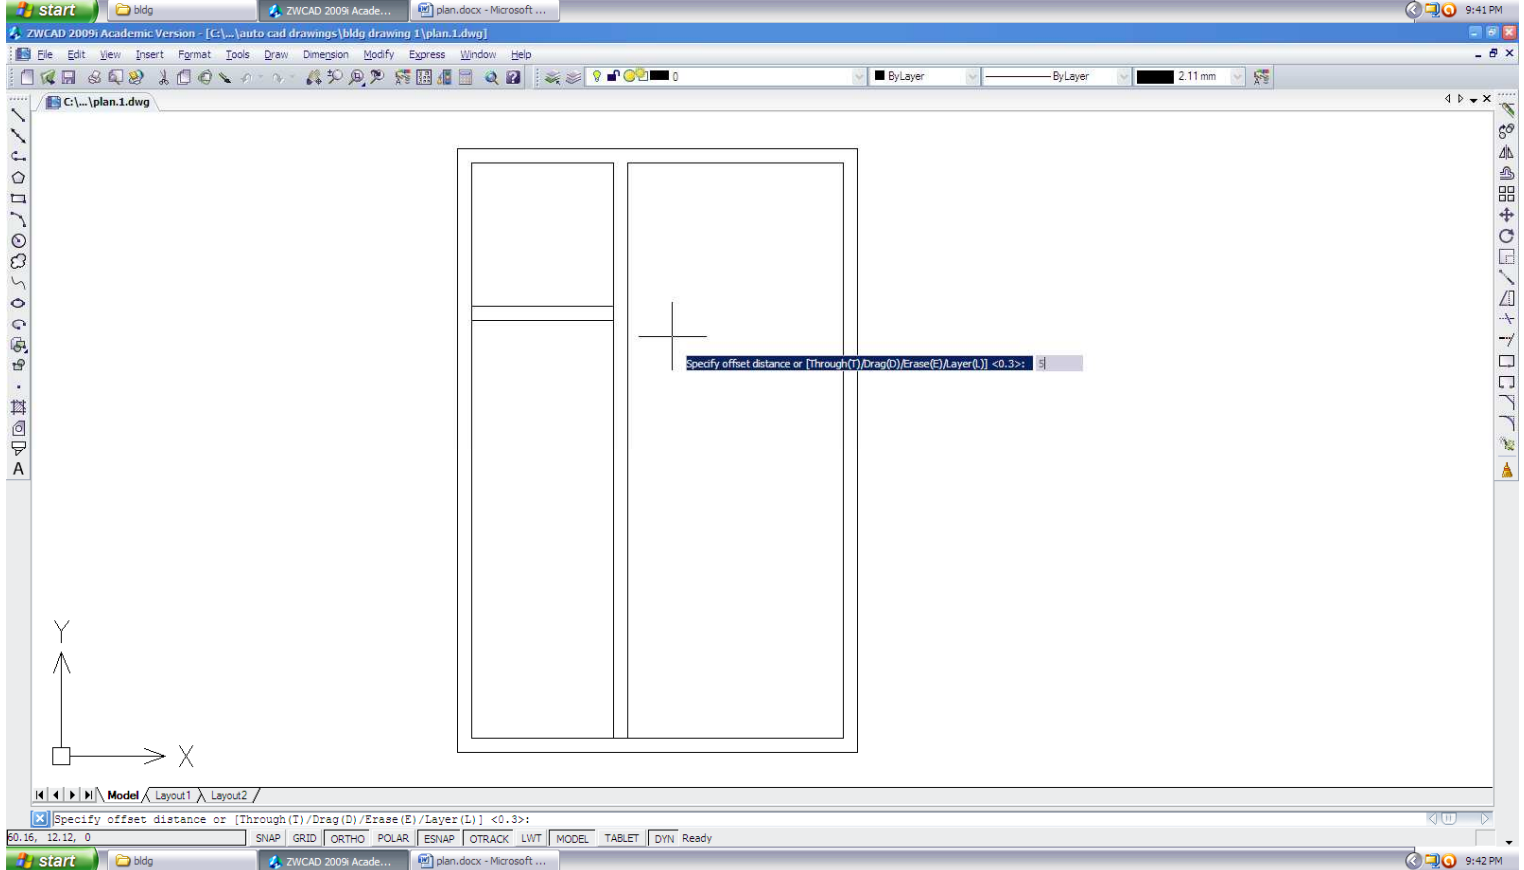 start bldg ZWCAD 2009i Acade... plan.docx - Microsoft ... 9:41 PM
ZWCAD 2009i Academic Version - [C:\...\auto cad drawings\bldg drawing 1\plan.1.dwg]
File Edit View Insert Format Tools Draw Dimension Modify Express Window Help
0 ByLayer ByLayer 2.11 mm
C:\...\plan.1.dwg
Specify offset distance or [Through(T)/Drag(D)/Erase(E)/Layer(L)] <0.3>: 5
A
Y
X
Model Layout1 Layout2
Specify offset distance or [Through(T)/Drag(D)/Erase(E)/Layer(L)] <0.3>:
60.16, 12.12, 0 SNAP GRID ORTHO POLAR ESNAP OTRACK LWT MODEL TABLET DYN Ready
start bldg ZWCAD 2009i Acade... plan.docx - Microsoft ... 9:42 PM